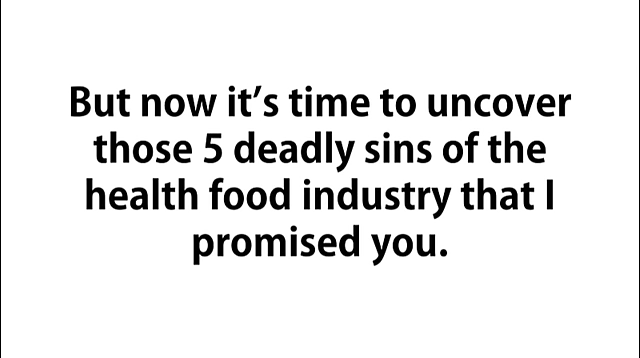 But now it’s time to uncover
those 5 deadly sins of the
health food industry that I
promised you.